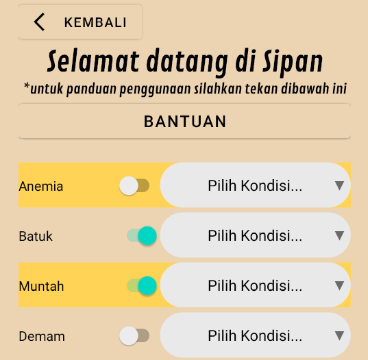 KEMBALI
Selamat datang di Sipan
*untuk panduan penggunaan silahkan tekan dibawah ini
BANTUAN
Anemia Pilih Kondisi...
Batuk Pilih Kondisi...
Muntah Pilih Kondisi...
Demam Pilih Kondisi...